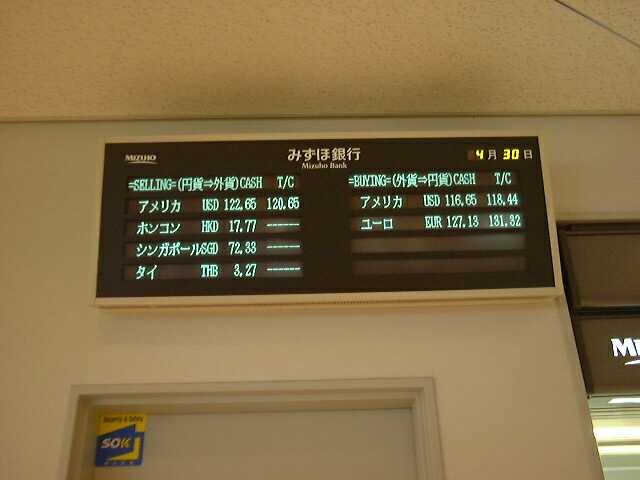 MIZUHO
みずほ銀行
Mizuho Bank
4月30日
=SELLING=(円貨⇒外貨)CASH T/C
アメリカ USD 122.65 120.65
ホンコン HKD 17.77 ------
シンガポールSGD 72.33 ------
タイ THB 3.27 ------
=BUYING=(外貨⇒円貨)CASH T/C
アメリカ USD 116.65 118.44
ユーロ EUR 127.13 131.32
Security & Safety
SOK
MI